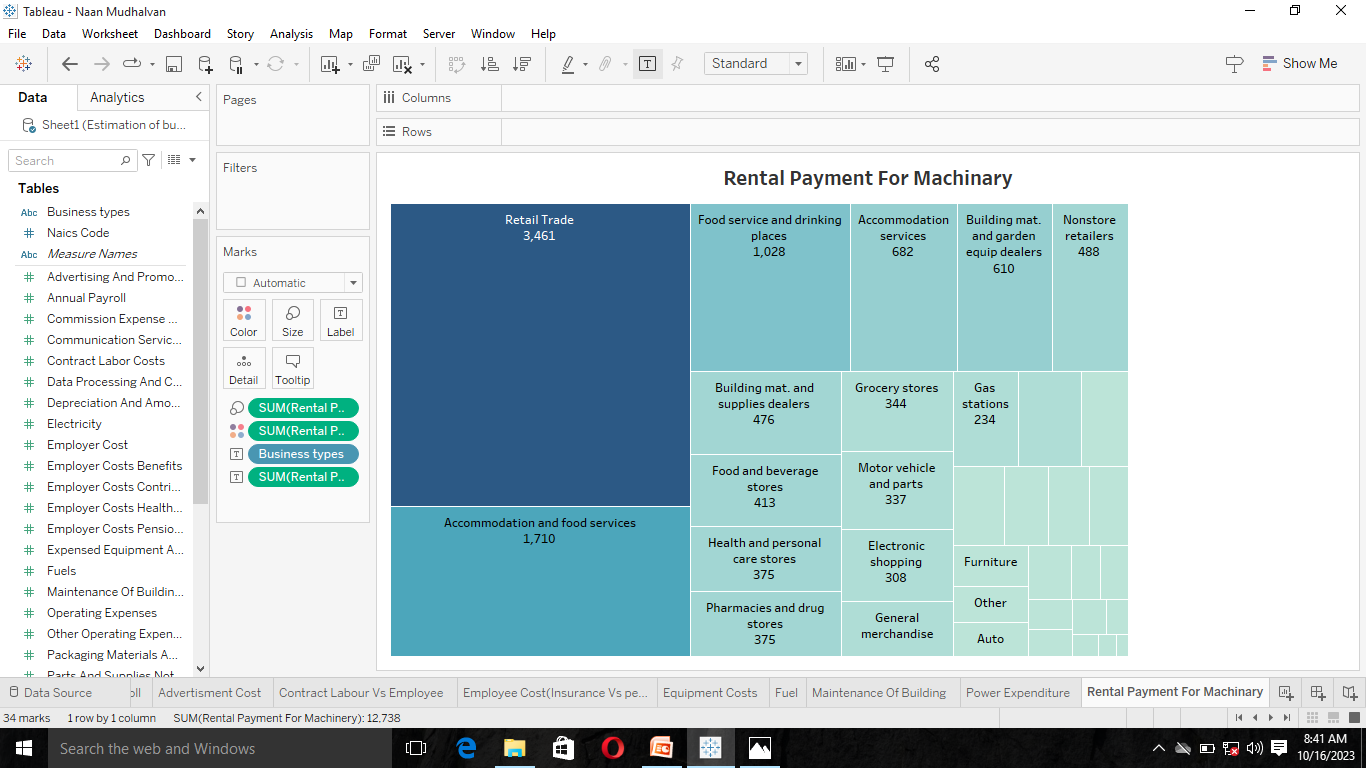 Tableau - Naan Mudhalvan
File Data Worksheet Dashboard Story Analysis Map Format Server Window Help
Standard
Show Me
Data Analytics
Sheet1 (Estimation of bu...
Search
Tables
Abc Business types
# Naics Code
Abc Measure Names
# Advertising And Promo...
# Annual Payroll
# Commission Expense ...
# Communication Servic...
# Contract Labor Costs
# Data Processing And C...
# Depreciation And Amo...
# Electricity
# Employer Cost
# Employer Costs Benefits
# Employer Costs Contri...
# Employer Costs Health...
# Employer Costs Pensio...
# Expensed Equipment A...
# Fuels
# Maintenance Of Buildin...
# Operating Expenses
# Other Operating Expen...
# Packaging Materials A...
# Parts And Supplies Not
Pages
Filters
Marks
Automatic
Color Size Label
Detail Tooltip
SUM(Rental P..
SUM(Rental P..
Business types
SUM(Rental P..
Columns
Rows
Rental Payment For Machinary
Retail Trade
3,461
Accommodation and food services
1,710
Food service and drinking
places
1,028
Accommodation
services
682
Building mat.
and garden
equip dealers
610
Nonstore
retailers
488
Building mat. and
supplies dealers
476
Food and beverage
stores
413
Health and personal
care stores
375
Pharmacies and drug
stores
375
Grocery stores
344
Motor vehicle
and parts
337
Electronic
shopping
308
General
merchandise
Gas
stations
234
Furniture
Other
Auto
Data Source oll Advertisment Cost Contract Labour Vs Employee Employee Cost(Insurance Vs pe... Equipment Costs Fuel Maintenance Of Building Power Expenditure Rental Payment For Machinary
34 marks 1 row by 1 column SUM(Rental Payment For Machinery): 12,738
Search the web and Windows
8:41 AM
10/16/2023